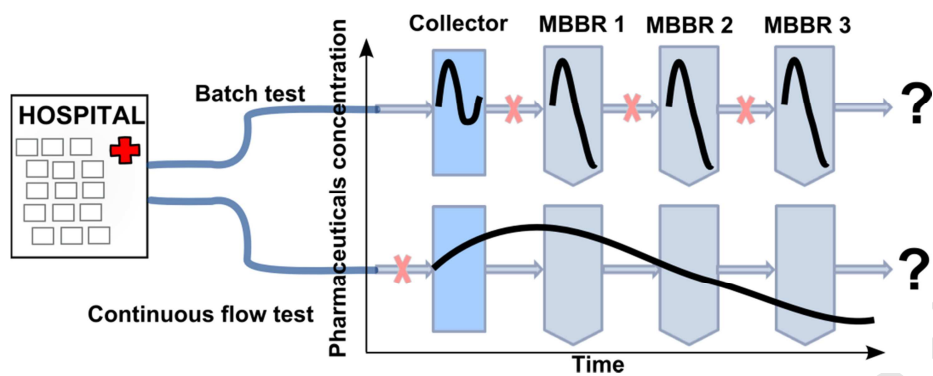 Collector
MBBR 1
MBBR 2
MBBR 3
Batch test
HOSPITAL
?
Pharmaceuticals concentration
?
Continuous flow test
Time